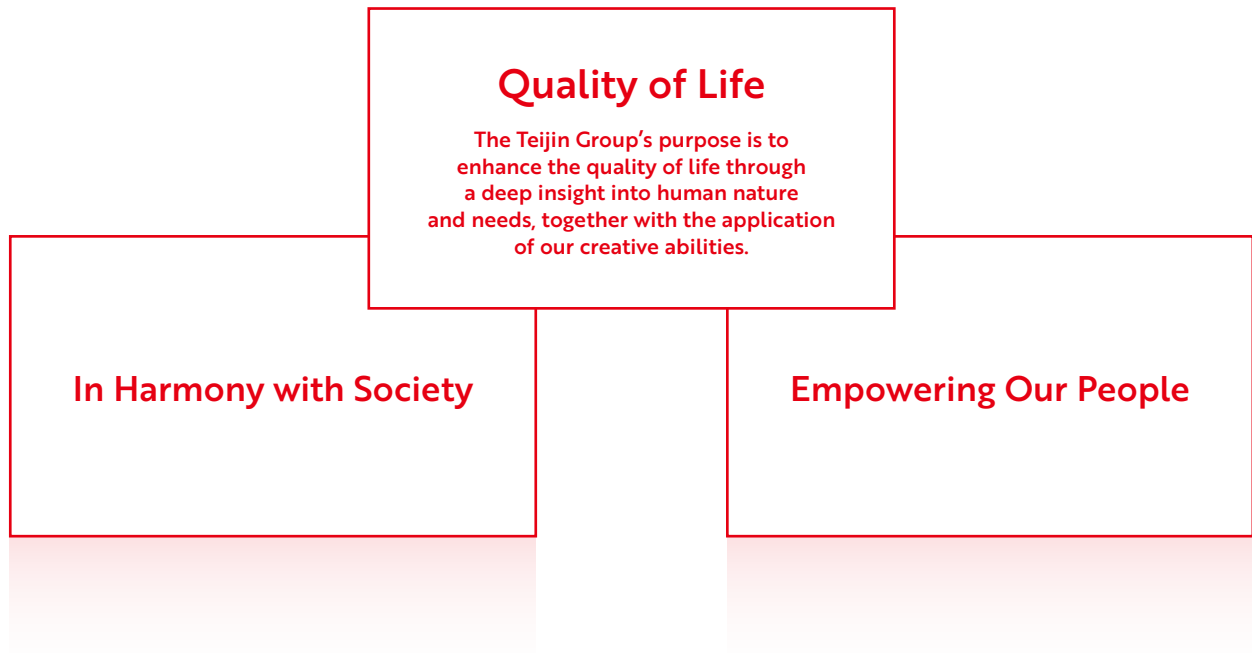 Quality of Life
The Teijin Group’s purpose is to
enhance the quality of life through
a deep insight into human nature
and needs, together with the application
of our creative abilities.
In Harmony with Society
Empowering Our People